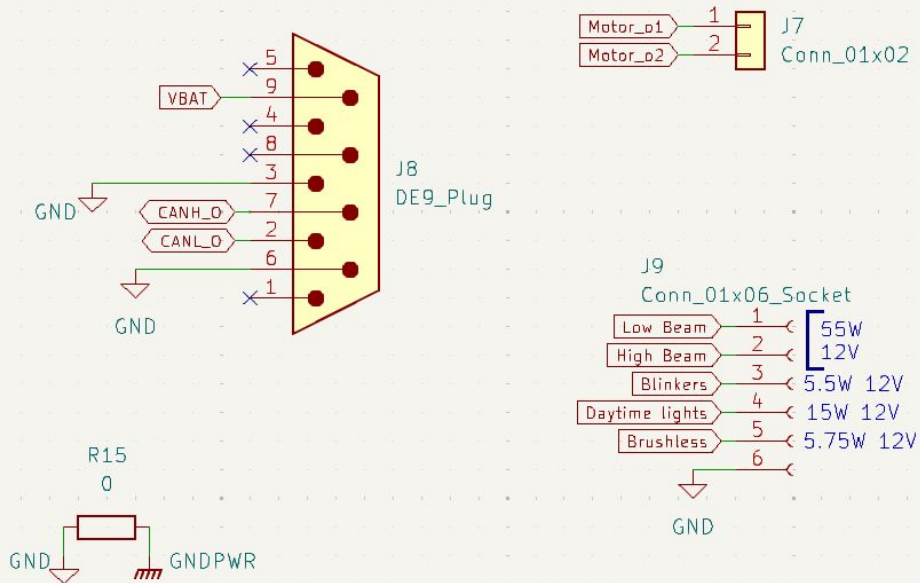 Motor_o1
1
J7
Motor_o2
2
Conn_01x02
5
VBAT
9
4
8
J8
3
DE9_Plug
GND
CANH_O
7
CANL_O
2
6
GND
1
J9
Conn_01x06_Socket
Low Beam
1
55W
High Beam
2
12V
Blinkers
3
5.5W 12V
Daytime lights
4
15W 12V
Brushless
5
5.75W 12V
6
GND
R15
0
GND
GNDPWR